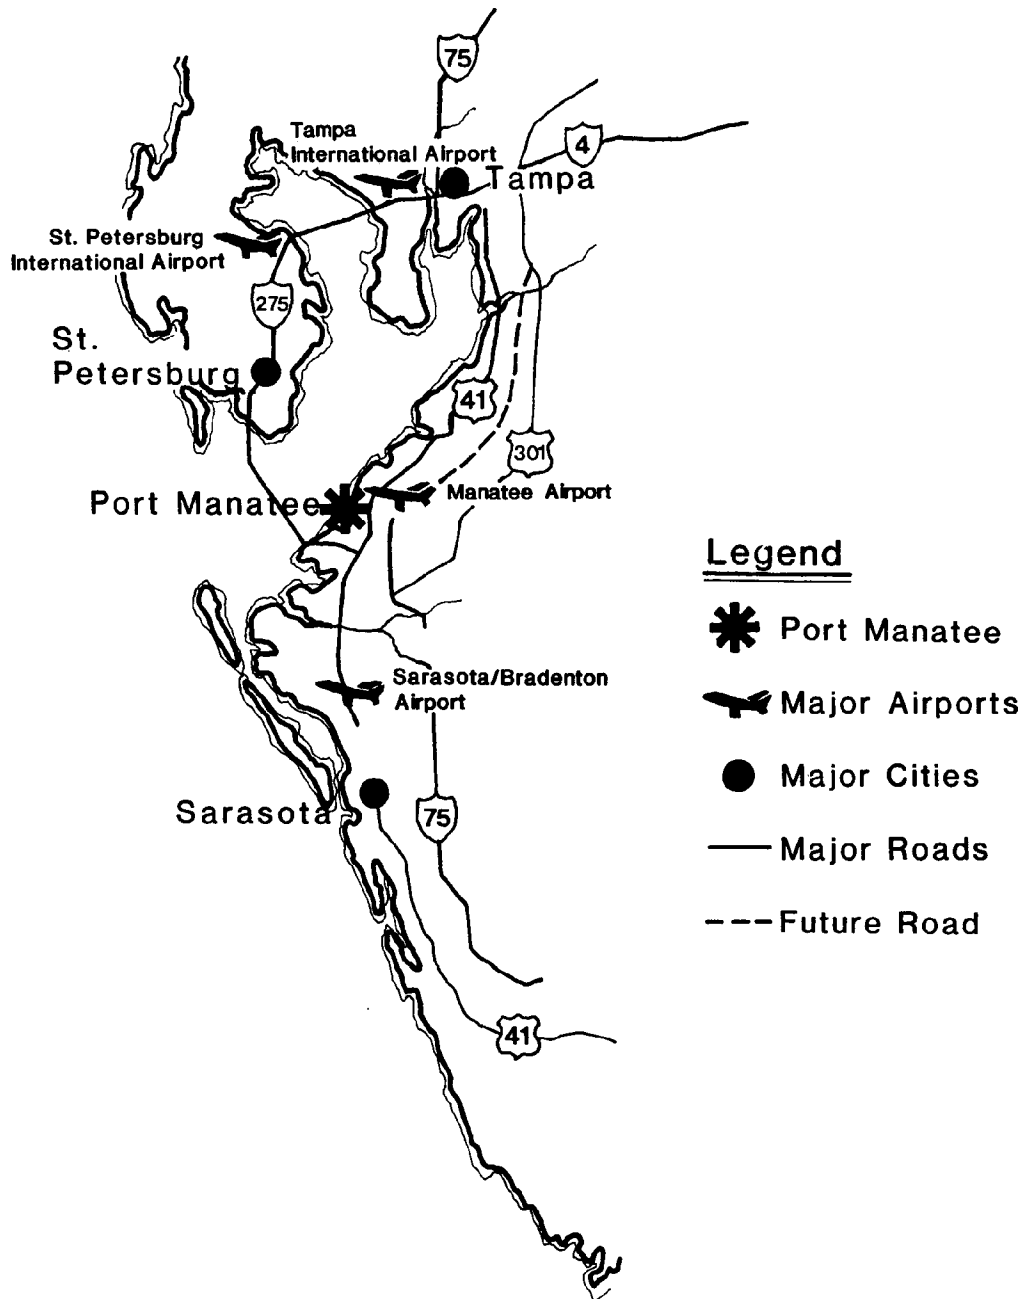 75
Tampa
International Airport
4
Tampa
St. Petersburg
International Airport
275
St.
Petersburg
41
301
Port Manatee
Manatee Airport
Sarasota/Bradenton
Airport
Sarasota
75
41
Legend
Port Manatee
Major Airports
Major Cities
Major Roads
Future Road